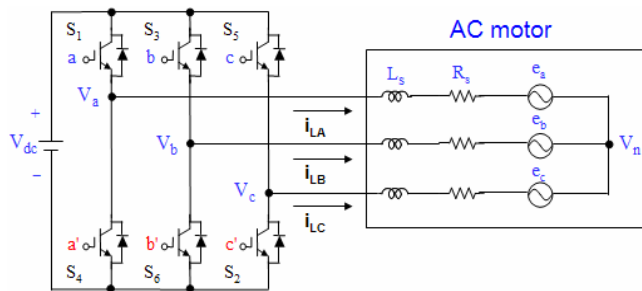 S1 S3 S5
AC motor
a b c
Ls Rs ea
Va
iLA
+
Vdc
−
eb
Vb
Vn
iLB
ec
Vc
iLC
a' b' c'
S4 S6 S2